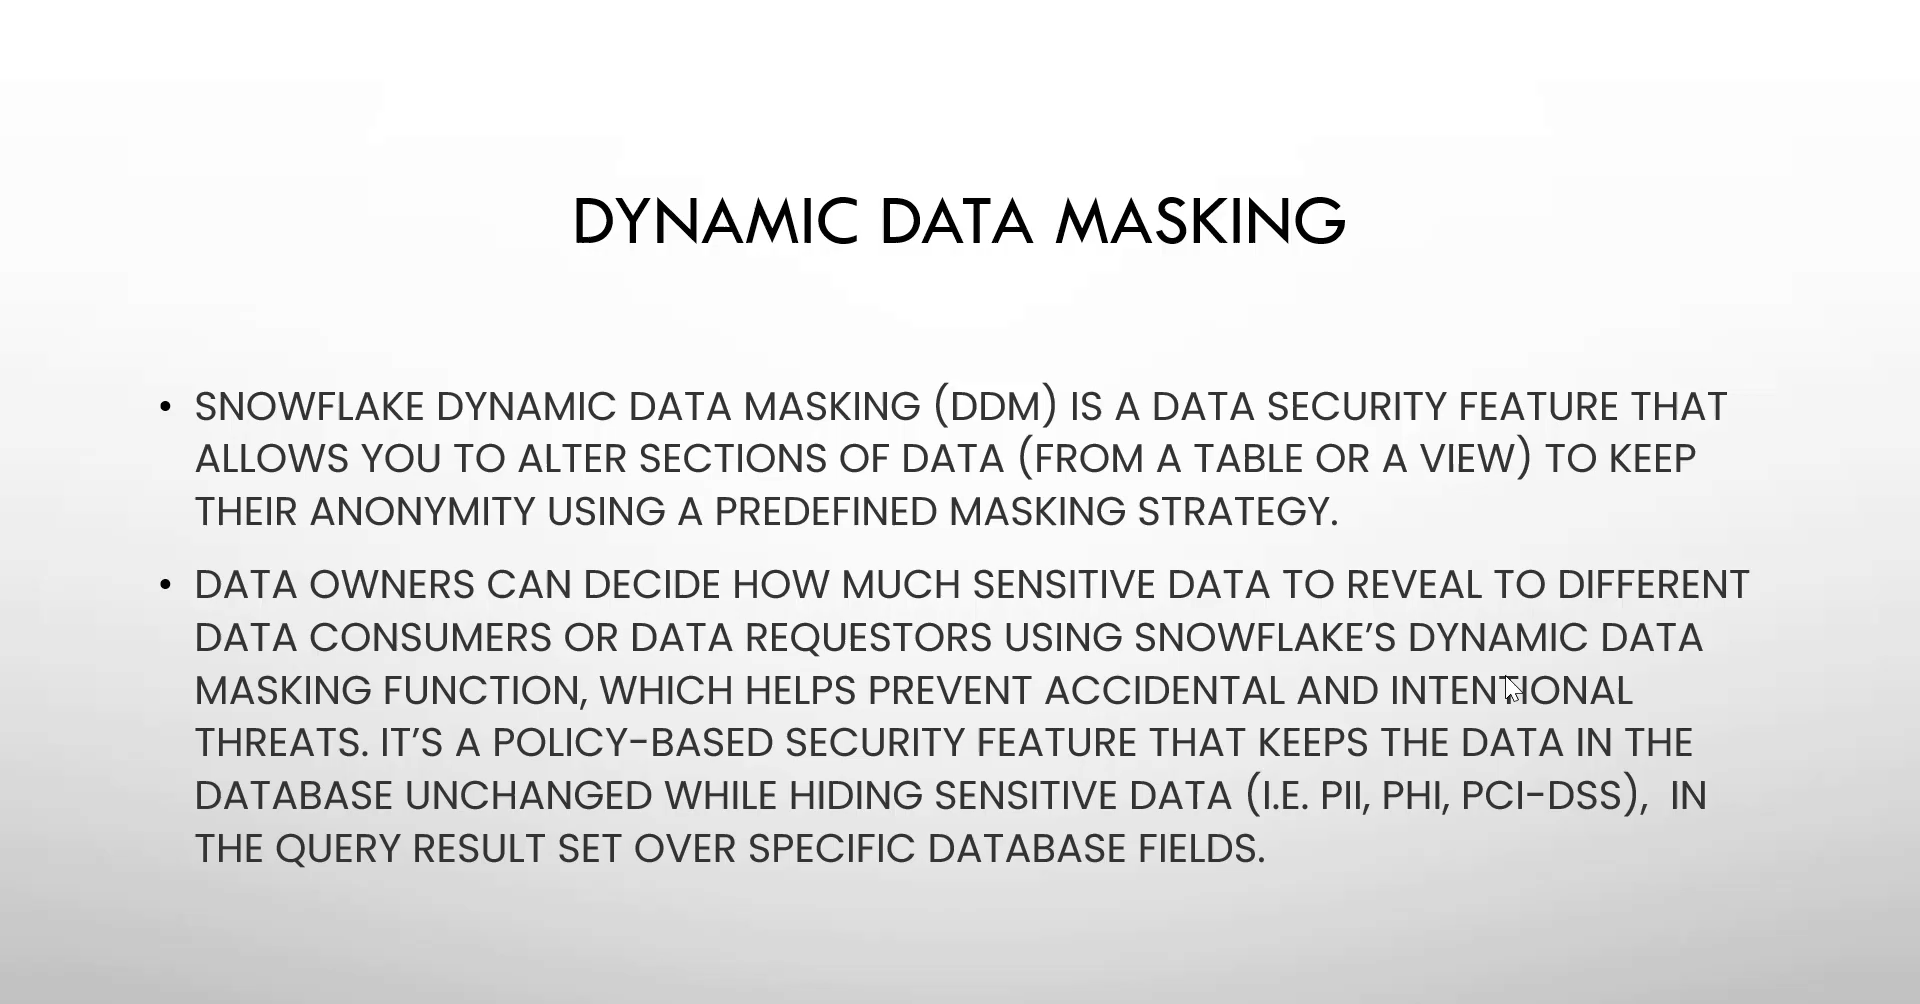 DYNAMIC DATA MASKING
• SNOWFLAKE DYNAMIC DATA MASKING (DDM) IS A DATA SECURITY FEATURE THAT
ALLOWS YOU TO ALTER SECTIONS OF DATA (FROM A TABLE OR A VIEW) TO KEEP
THEIR ANONYMITY USING A PREDEFINED MASKING STRATEGY.
• DATA OWNERS CAN DECIDE HOW MUCH SENSITIVE DATA TO REVEAL TO DIFFERENT
DATA CONSUMERS OR DATA REQUESTORS USING SNOWFLAKE’S DYNAMIC DATA
MASKING FUNCTION, WHICH HELPS PREVENT ACCIDENTAL AND INTENTIONAL
THREATS. IT’S A POLICY-BASED SECURITY FEATURE THAT KEEPS THE DATA IN THE
DATABASE UNCHANGED WHILE HIDING SENSITIVE DATA (I.E. PII, PHI, PCI-DSS),  IN
THE QUERY RESULT SET OVER SPECIFIC DATABASE FIELDS.